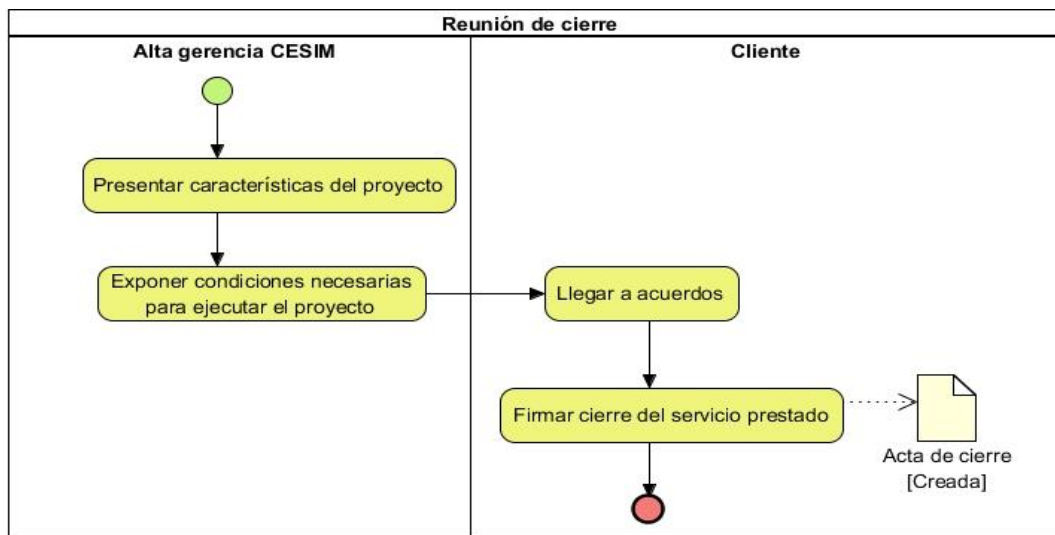 Reunión de cierre
Alta gerencia CESIM
Cliente
Presentar características del proyecto
Exponer condiciones necesarias
para ejecutar el proyecto
Llegar a acuerdos
Firmar cierre del servicio prestado
Acta de cierre
[Creada]